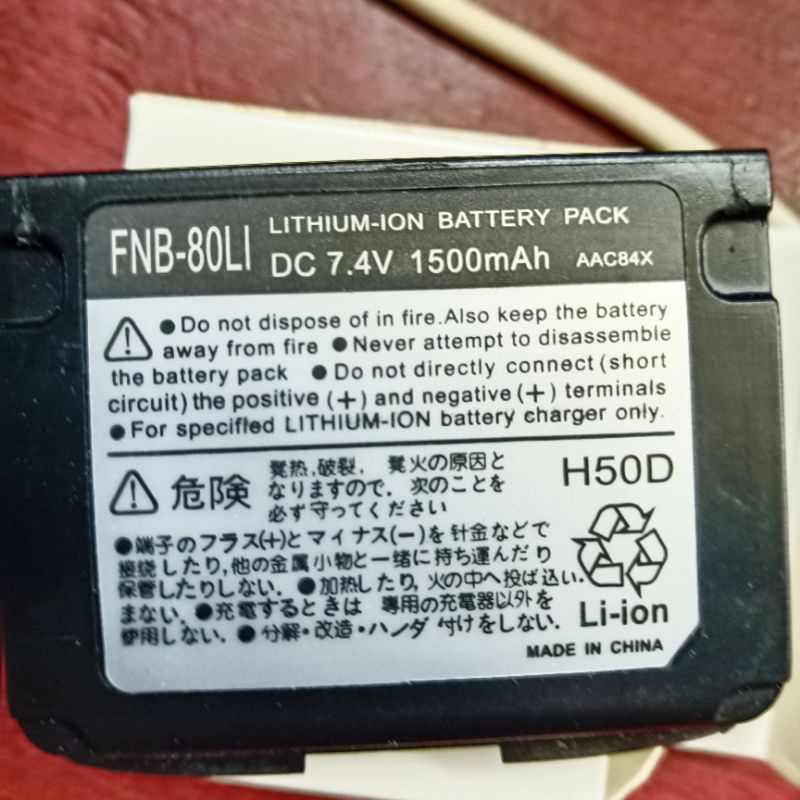 FNB-80LI LITHIUM-ION BATTERY PACK
DC 7.4V 1500mAh AAC84X
●Do not dispose of in fire.Also keep the battery
away from fire ●Never attempt to disassemble
the battery pack ●Do not directly connect (short
circuit) the positive (+) and negative (+) terminals
●For specified LITHIUM-ION battery charger only.
危険 発热,破裂. 発火の原因と
なりますので. 次のことを
必ず守ってください
H50D
●端子のフラス(+)とマイナス(-)を針金などで
接续したり,他の金属小物と一緒に持ち運んだり
保管したりしない. ●加熱したり,火の中へ投ば込い.
まない. ●充電するときは 専用の充電器以外を
使用しない. ●分解・改造・ハンダ付けをしない.
Li-ion
MADE IN CHINA